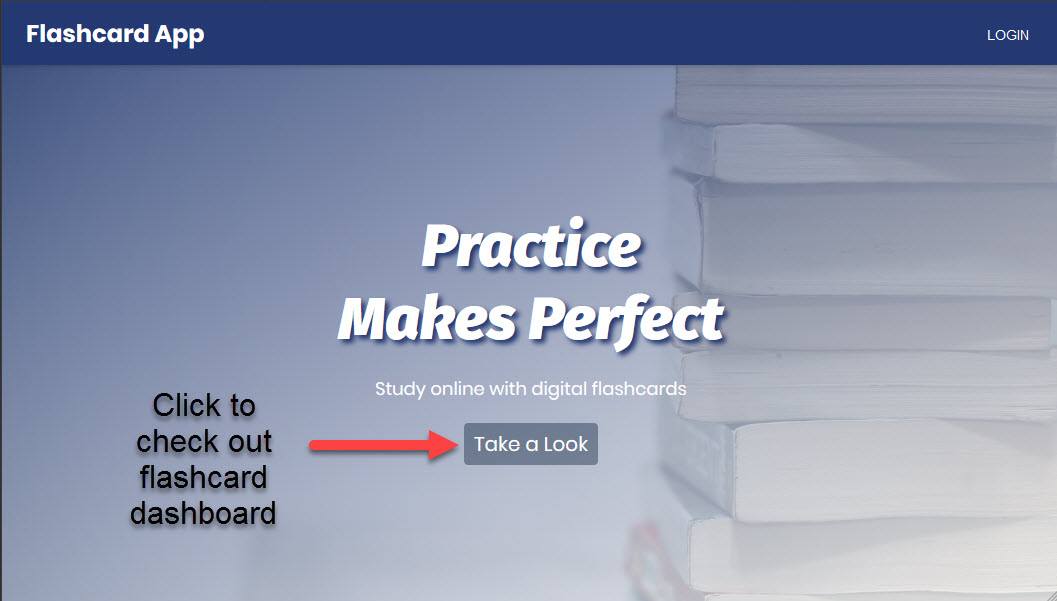 Flashcard App
LOGIN
Practice
Makes Perfect
Study online with digital flashcards
Click to
check out
flashcard
dashboard
Take a Look